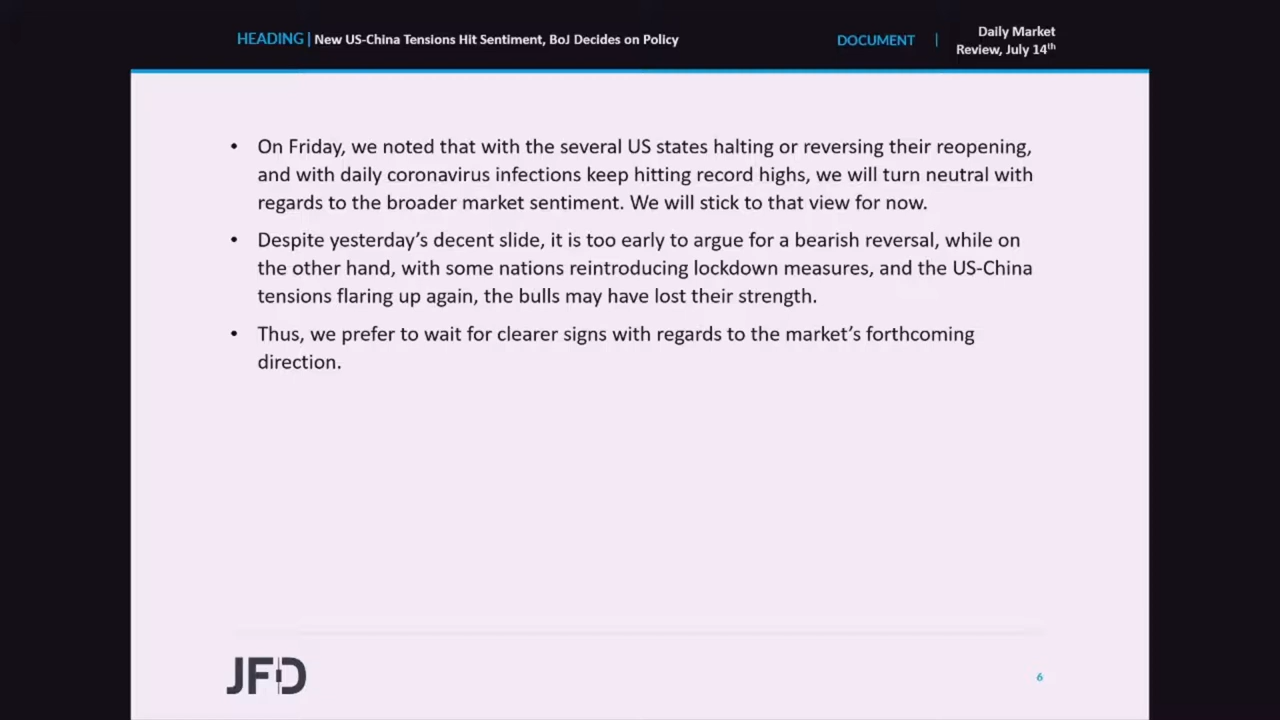 HEADING | New US-China Tensions Hit Sentiment, BoJ Decides on Policy
DOCUMENT | Daily Market
Review, July 14th
• On Friday, we noted that with the several US states halting or reversing their reopening,
and with daily coronavirus infections keep hitting record highs, we will turn neutral with
regards to the broader market sentiment. We will stick to that view for now.
• Despite yesterday’s decent slide, it is too early to argue for a bearish reversal, while on
the other hand, with some nations reintroducing lockdown measures, and the US-China
tensions flaring up again, the bulls may have lost their strength.
• Thus, we prefer to wait for clearer signs with regards to the market’s forthcoming
direction.
JFD
6